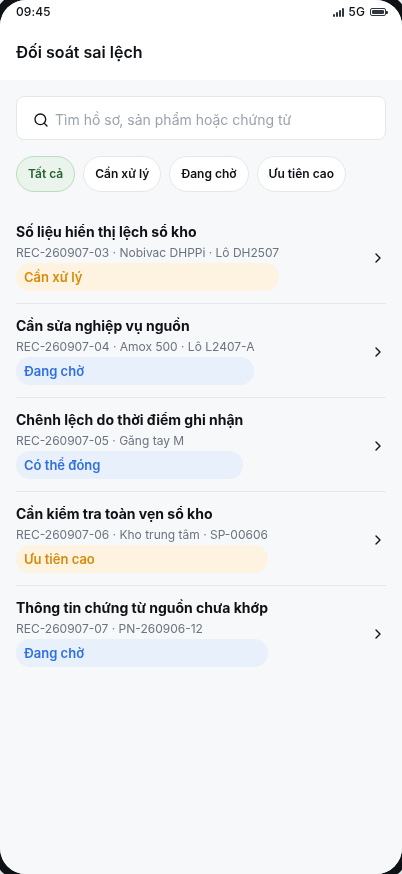 09:45
5G
Đối soát sai lệch
Tìm hồ sơ, sản phẩm hoặc chứng từ
Tất cả
Cần xử lý
Đang chờ
Ưu tiên cao
Số liệu hiển thị lệch sổ kho
REC-260907-03 · Nobivac DHPPi · Lô DH2507
Cần xử lý
Cần sửa nghiệp vụ nguồn
REC-260907-04 · Amox 500 · Lô L2407-A
Đang chờ
Chênh lệch do thời điểm ghi nhận
REC-260907-05 · Găng tay M
Có thể đóng
Cần kiểm tra toàn vẹn sổ kho
REC-260907-06 · Kho trung tâm · SP-00606
Ưu tiên cao
Thông tin chứng từ nguồn chưa khớp
REC-260907-07 · PN-260906-12
Đang chờ